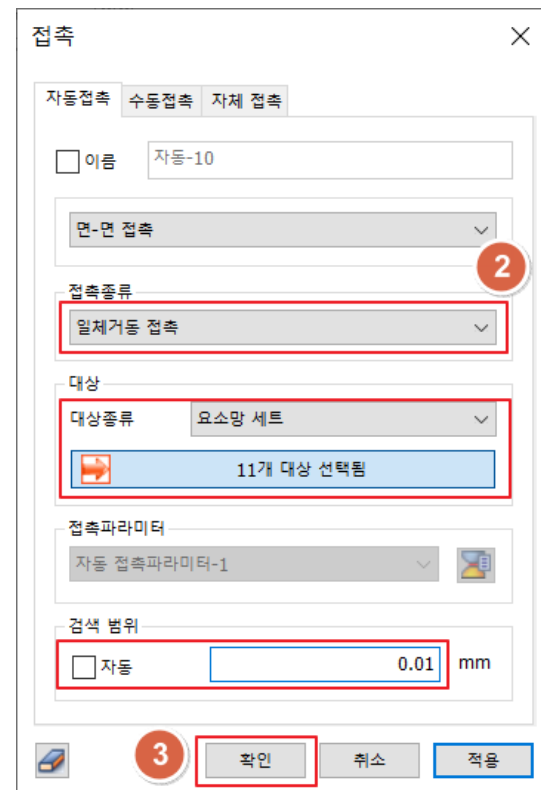 접촉
자동접촉 수동접촉 자체 접촉
이름 자동-10
면-면 접촉
2
접촉종류
일체거동 접촉
대상
대상종류 요소망 세트
11개 대상 선택됨
접촉파라미터
자동 접촉파라미터-1
검색 범위
자동 0.01 mm
3 확인 취소 적용